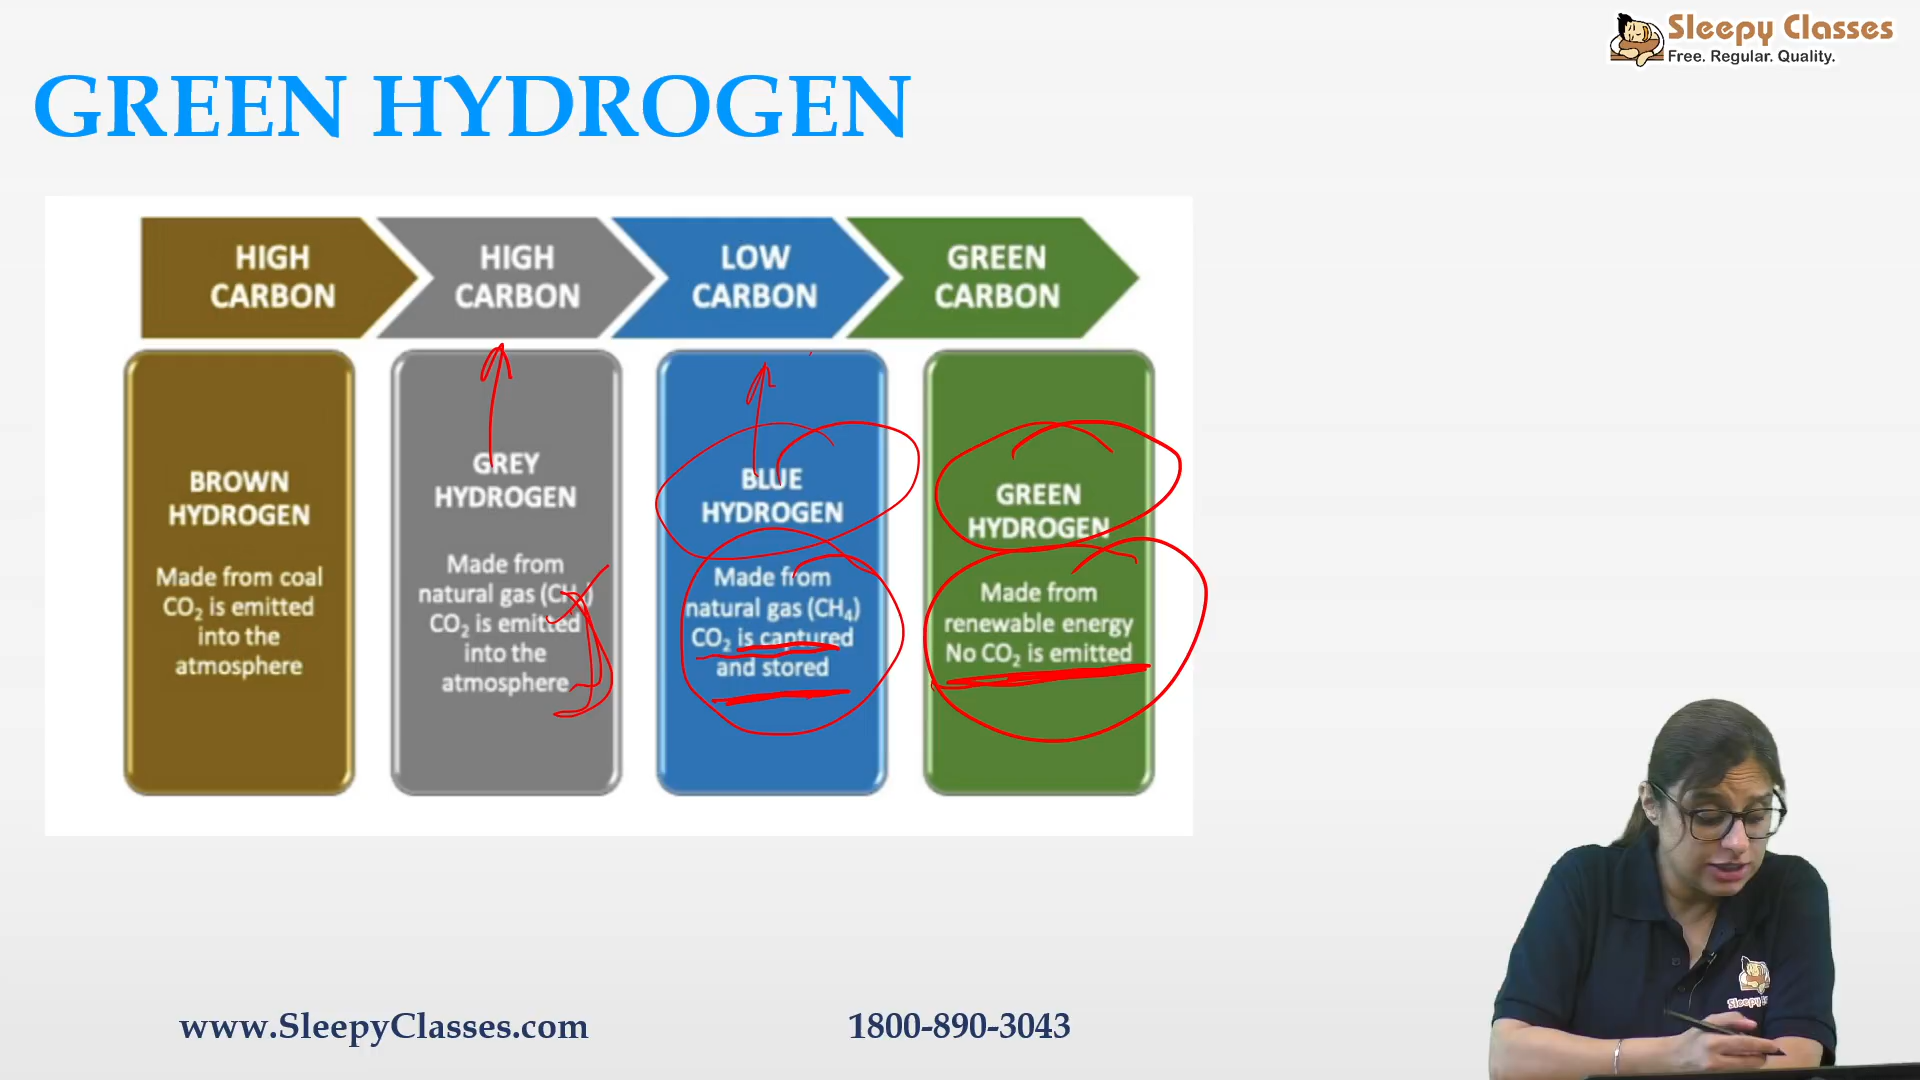 Sleepy Classes
Free. Regular. Quality.
GREEN HYDROGEN
HIGH
CARBON
HIGH
CARBON
LOW
CARBON
GREEN
CARBON
BROWN
HYDROGEN
Made from coal
CO₂ is emitted
into the
atmosphere
GREY
HYDROGEN
Made from
natural gas (CH₄)
CO₂ is emitted
into the
atmosphere
BLUE
HYDROGEN
Made from
natural gas (CH₄)
CO₂ is captured
and stored
GREEN
HYDROGEN
Made from
renewable energy
No CO₂ is emitted
www.SleepyClasses.com
1800-890-3043